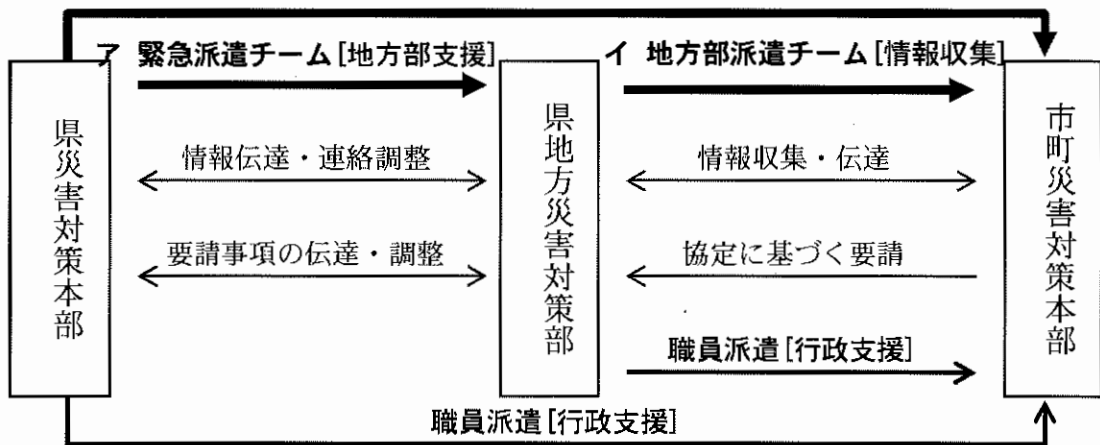 ア 緊急派遣チーム[地方部支援]
イ 地方部派遣チーム[情報収集]
県災害対策本部
県地方災害対策部
市町災害対策本部
情報伝達・連絡調整
情報収集・伝達
要請事項の伝達・調整
協定に基づく要請
職員派遣[行政支援]
職員派遣[行政支援]